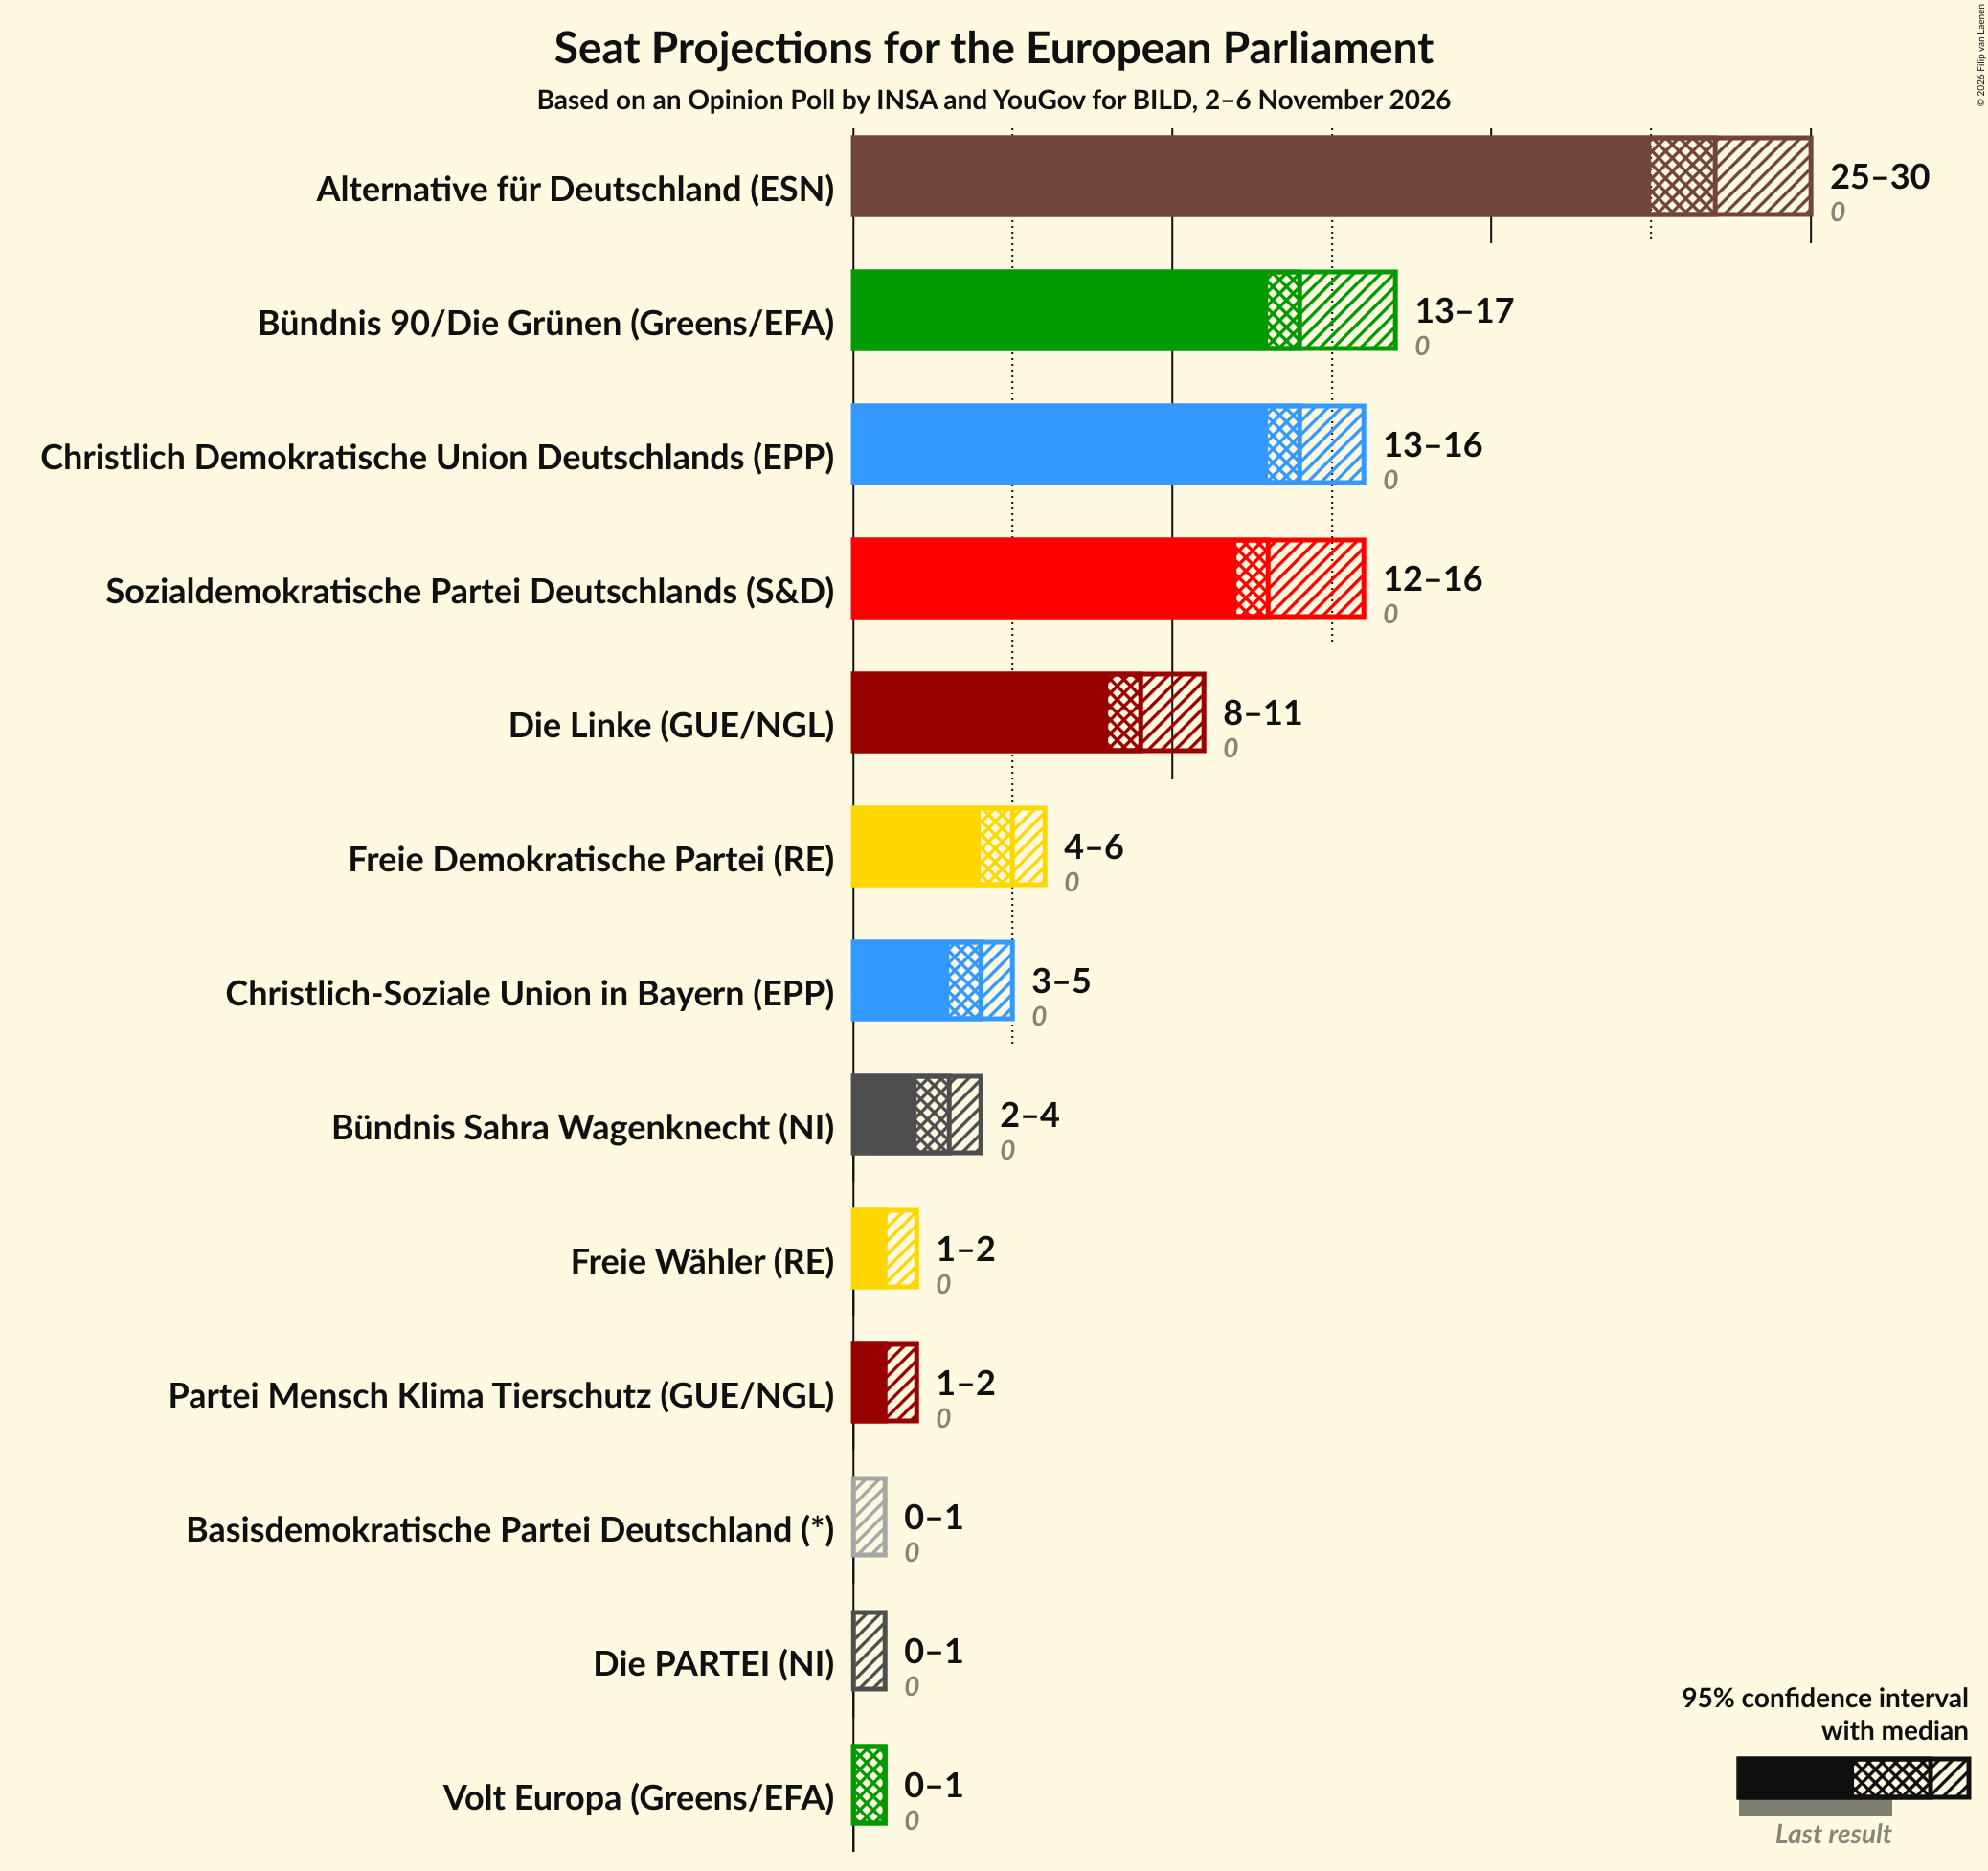 Seat Projections for the European Parliament
Based on an Opinion Poll by INSA and YouGov for BILD, 2–6 November 2026
© 2026 Filip van Laenen
Alternative für Deutschland (ESN)
25–30
0
Bündnis 90/Die Grünen (Greens/EFA)
13–17
0
Christlich Demokratische Union Deutschlands (EPP)
13–16
0
Sozialdemokratische Partei Deutschlands (S&D)
12–16
0
Die Linke (GUE/NGL)
8–11
0
Freie Demokratische Partei (RE)
4–6
0
Christlich-Soziale Union in Bayern (EPP)
3–5
0
Bündnis Sahra Wagenknecht (NI)
2–4
0
Freie Wähler (RE)
1–2
0
Partei Mensch Klima Tierschutz (GUE/NGL)
1–2
0
Basisdemokratische Partei Deutschland (*)
0–1
0
Die PARTEI (NI)
0–1
0
Volt Europa (Greens/EFA)
0–1
0
95% confidence interval
with median
Last result